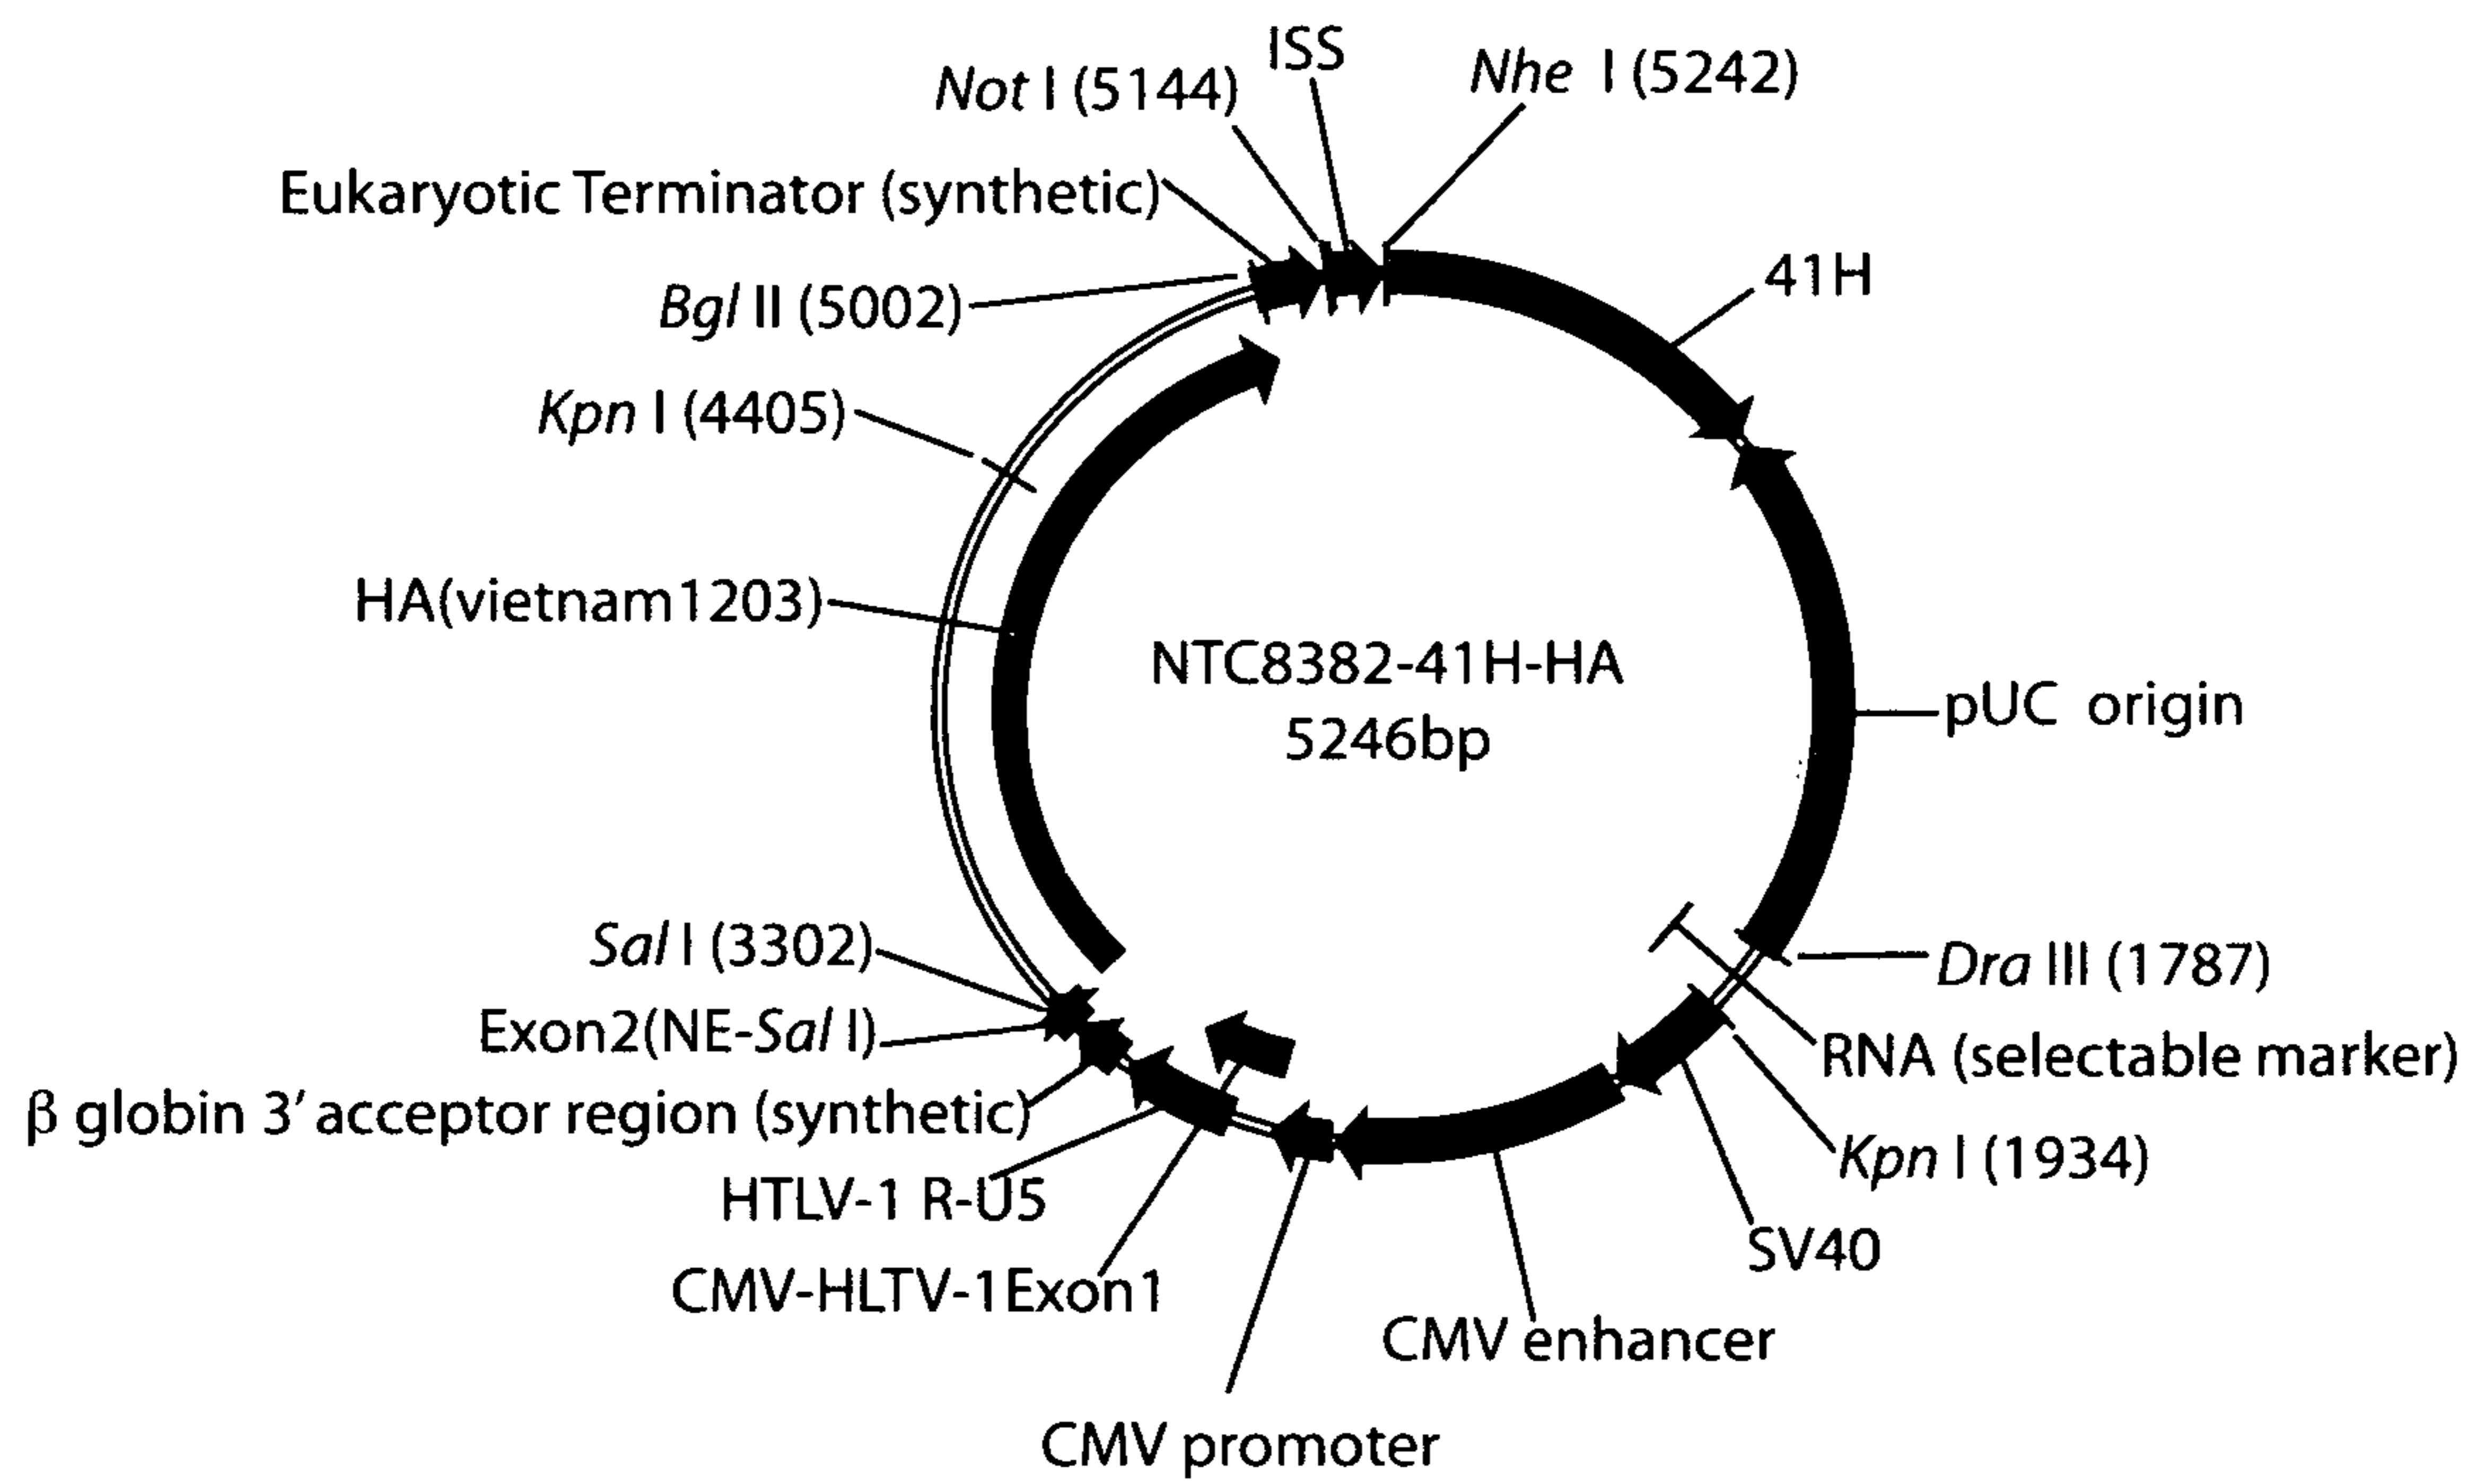 ISS
Not I (5144)
Nhe I (5242)
Eukaryotic Terminator (synthetic)
41H
Bgl II (5002)
Kpn I (4405)
HA(vietnam1203)
NTC8382-41H-HA
5246bp
pUC origin
Sal I (3302)
Dra III (1787)
Exon2(NE-Sal I)
RNA (selectable marker)
β globin 3' acceptor region (synthetic)
Kpn I (1934)
HTLV-1 R-U5
SV40
CMV-HLTV-1Exon1
CMV enhancer
CMV promoter